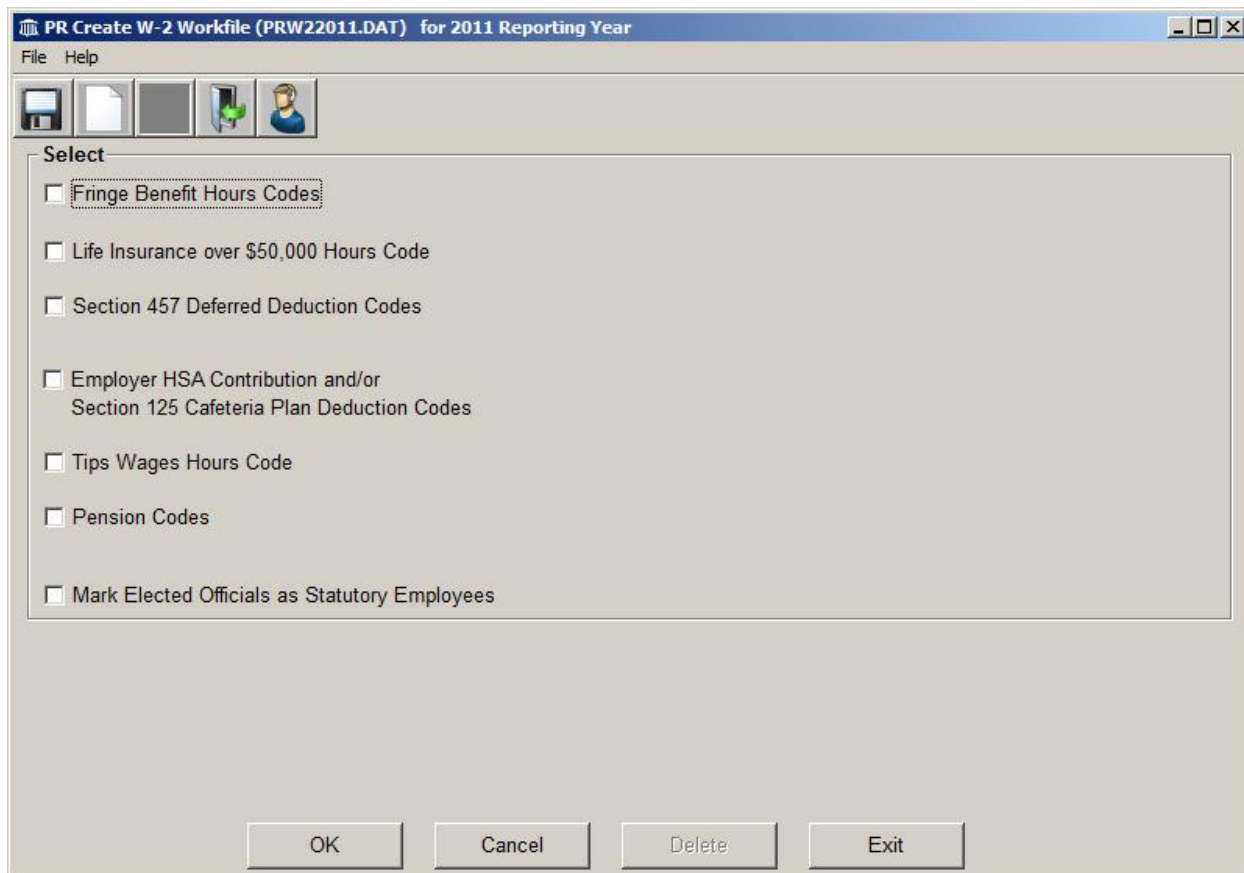 PR Create W-2 Workfile (PRW22011.DAT) for 2011 Reporting Year
File Help
Select
Fringe Benefit Hours Codes
Life Insurance over $50,000 Hours Code
Section 457 Deferred Deduction Codes
Employer HSA Contribution and/or
Section 125 Cafeteria Plan Deduction Codes
Tips Wages Hours Code
Pension Codes
Mark Elected Officials as Statutory Employees
OK Cancel Delete Exit